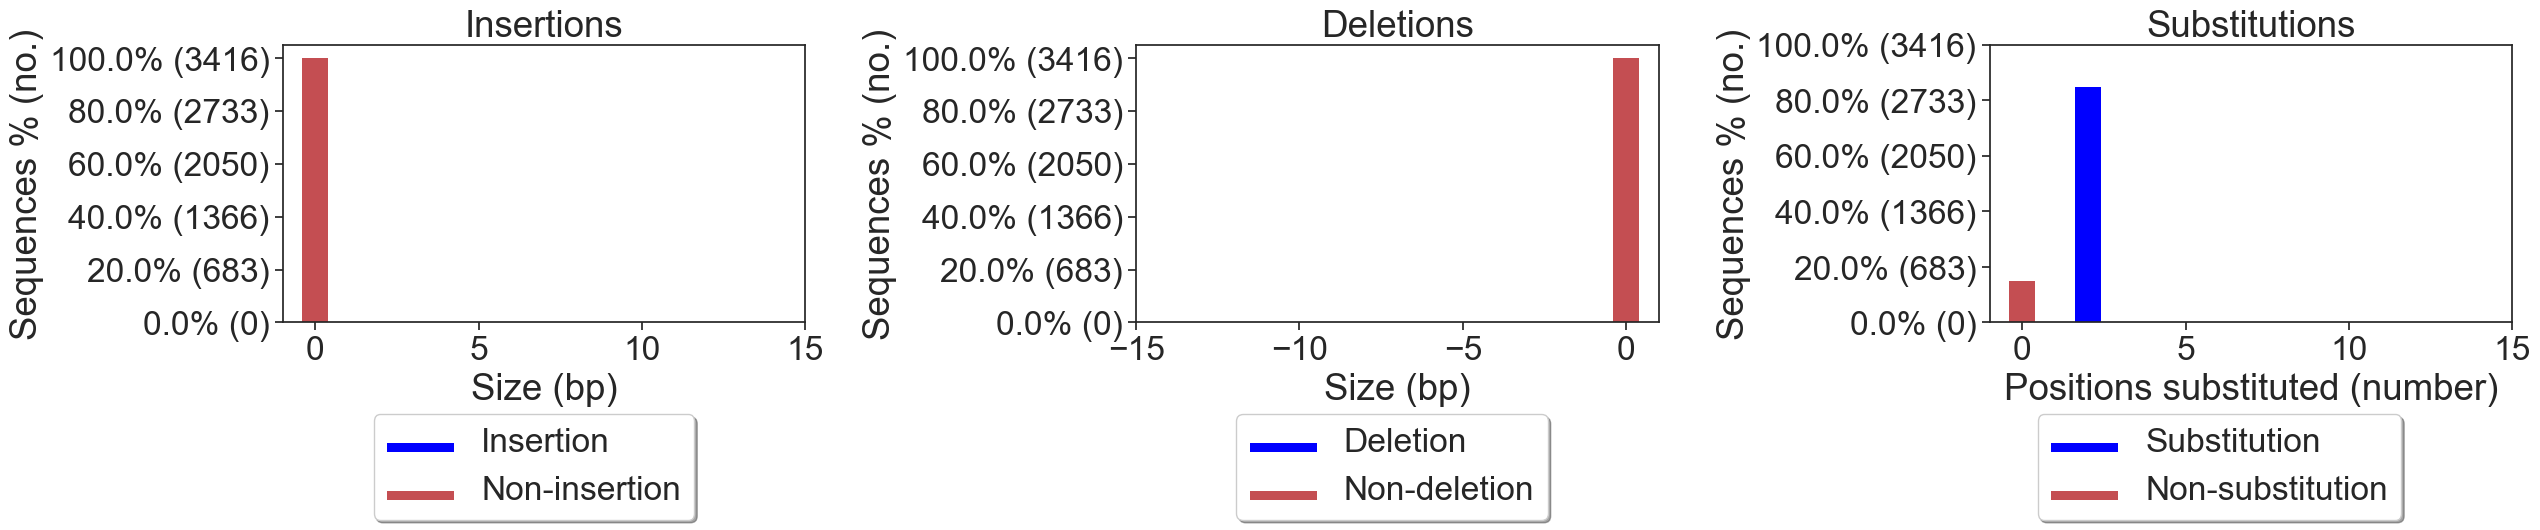 Insertions
Sequences % (no.)
100.0% (3416)
80.0% (2733)
60.0% (2050)
40.0% (1366)
20.0% (683)
0.0% (0)
0 5 10 15
Size (bp)
Insertion
Non-insertion
Deletions
Sequences % (no.)
100.0% (3416)
80.0% (2733)
60.0% (2050)
40.0% (1366)
20.0% (683)
0.0% (0)
−15 −10 −5 0
Size (bp)
Deletion
Non-deletion
Substitutions
Sequences % (no.)
100.0% (3416)
80.0% (2733)
60.0% (2050)
40.0% (1366)
20.0% (683)
0.0% (0)
0 5 10 15
Positions substituted (number)
Substitution
Non-substitution